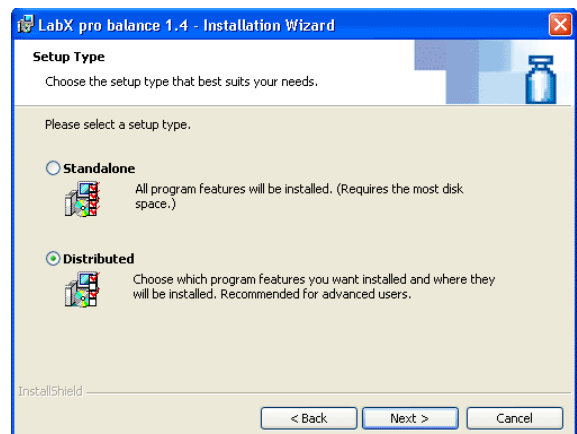 LabX pro balance 1.4 - Installation Wizard
Setup Type
Choose the setup type that best suits your needs.
Please select a setup type.
Standalone
All program features will be installed. (Requires the most disk
space.)
Distributed
Choose which program features you want installed and where they
will be installed. Recommended for advanced users.
InstallShield
< Back Next > Cancel